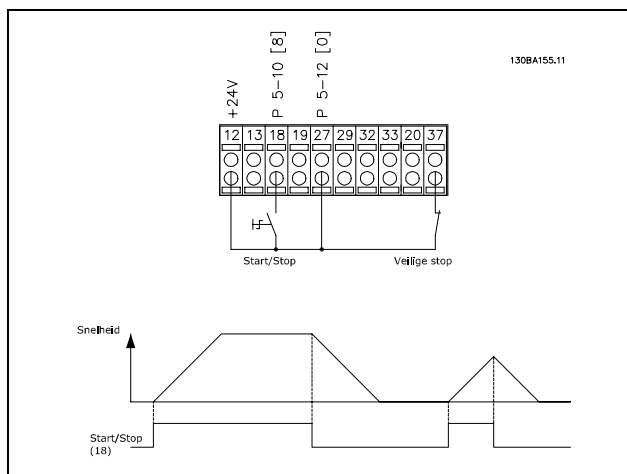 130BA155.11
+24V
P 5-10 [8]
P 5-12 [0]
12 13 18 19 27 29 32 33 20 37
Start/Stop
Veilige stop
Snelheid
Start/Stop
(18)